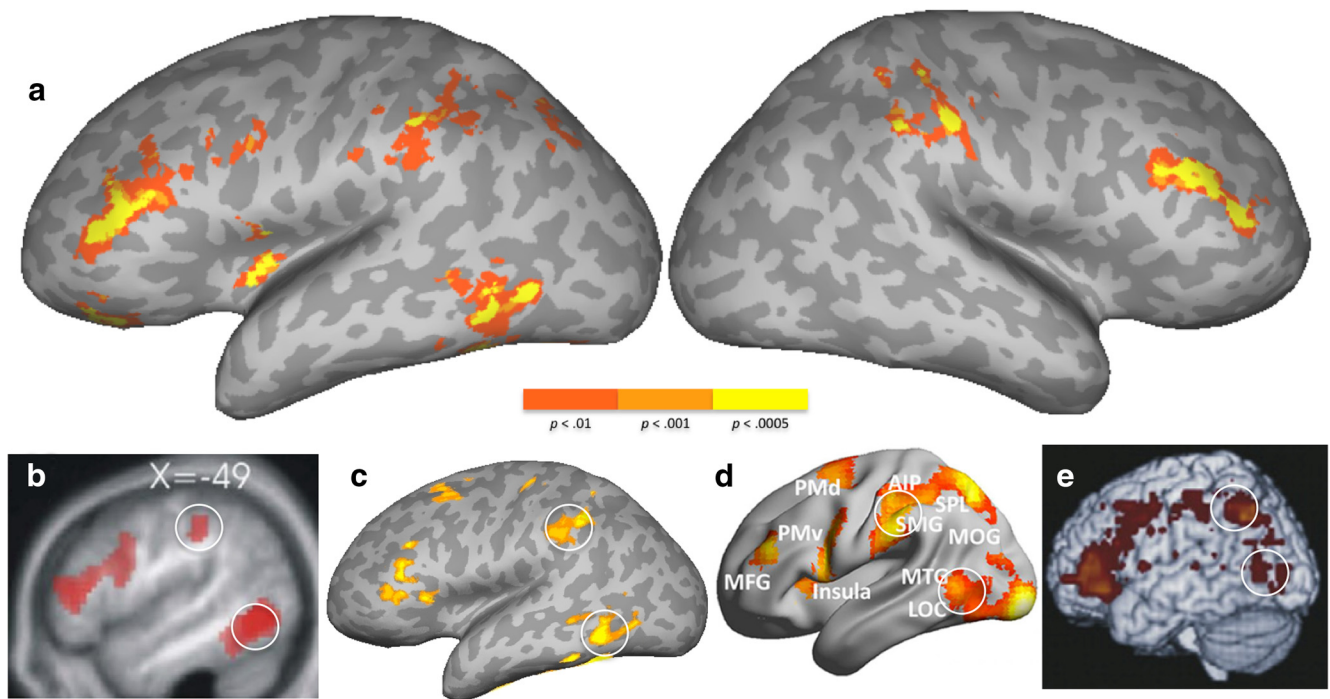 a
p < .01 p < .001 p < .0005
b X=-49
c
d PMd AIP
SPL
PMv SMG
MOG
MFG Insula MTG
LOC
e